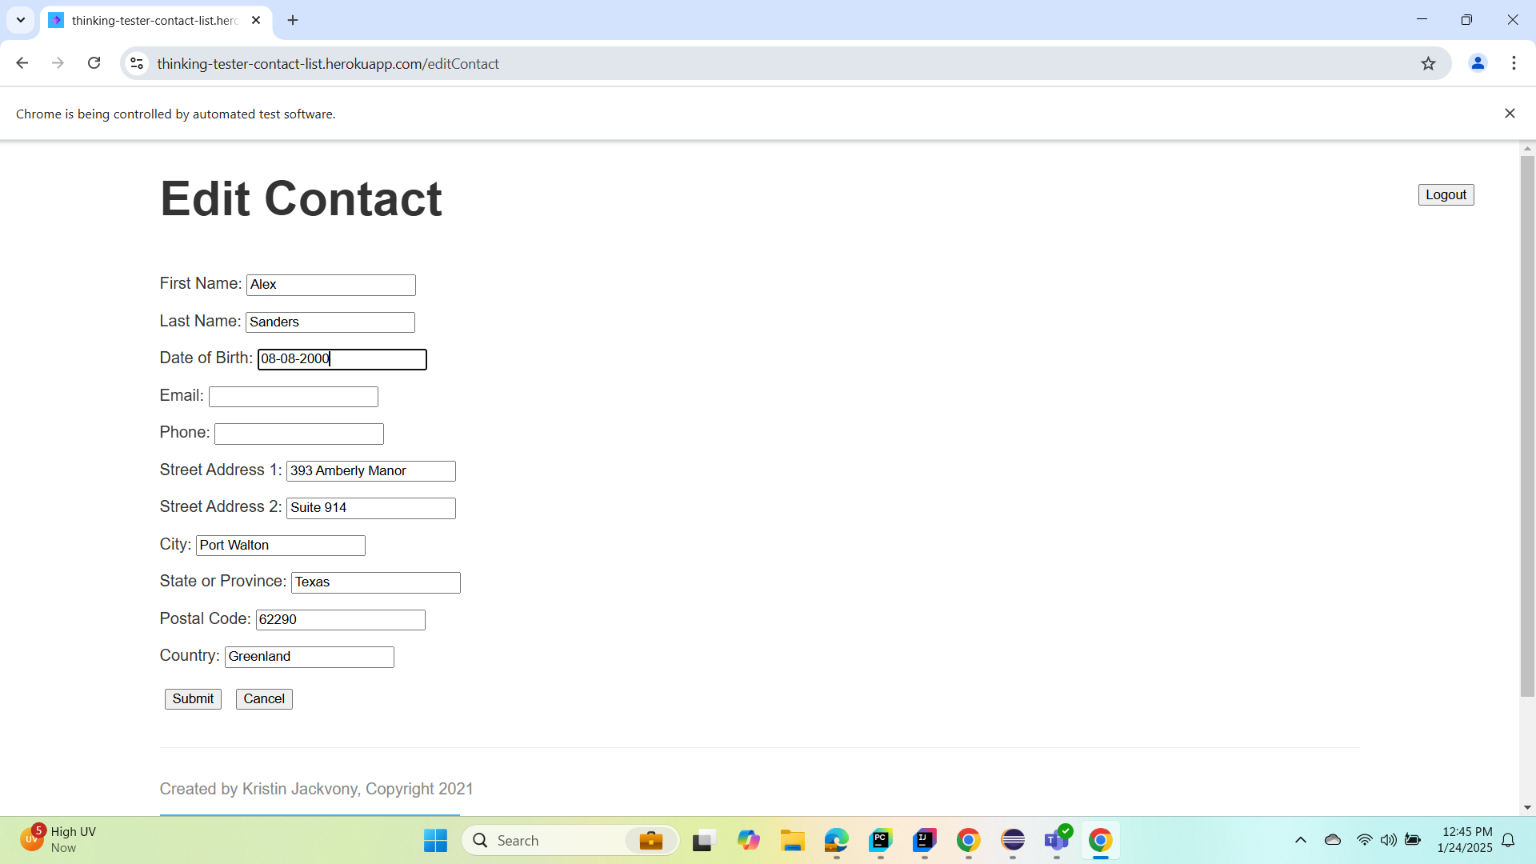 thinking-tester-contact-list.herc
thinking-tester-contact-list.herokuapp.com/editContact
Chrome is being controlled by automated test software.
Edit Contact
Logout
First Name: Alex
Last Name: Sanders
Date of Birth: 08-08-2000
Email:
Phone:
Street Address 1: 393 Amberly Manor
Street Address 2: Suite 914
City: Port Walton
State or Province: Texas
Postal Code: 62290
Country: Greenland
Submit Cancel
Created by Kristin Jackvony, Copyright 2021
5
UV
High UV
Now
Search
PC
IJ
12:45 PM
1/24/2025